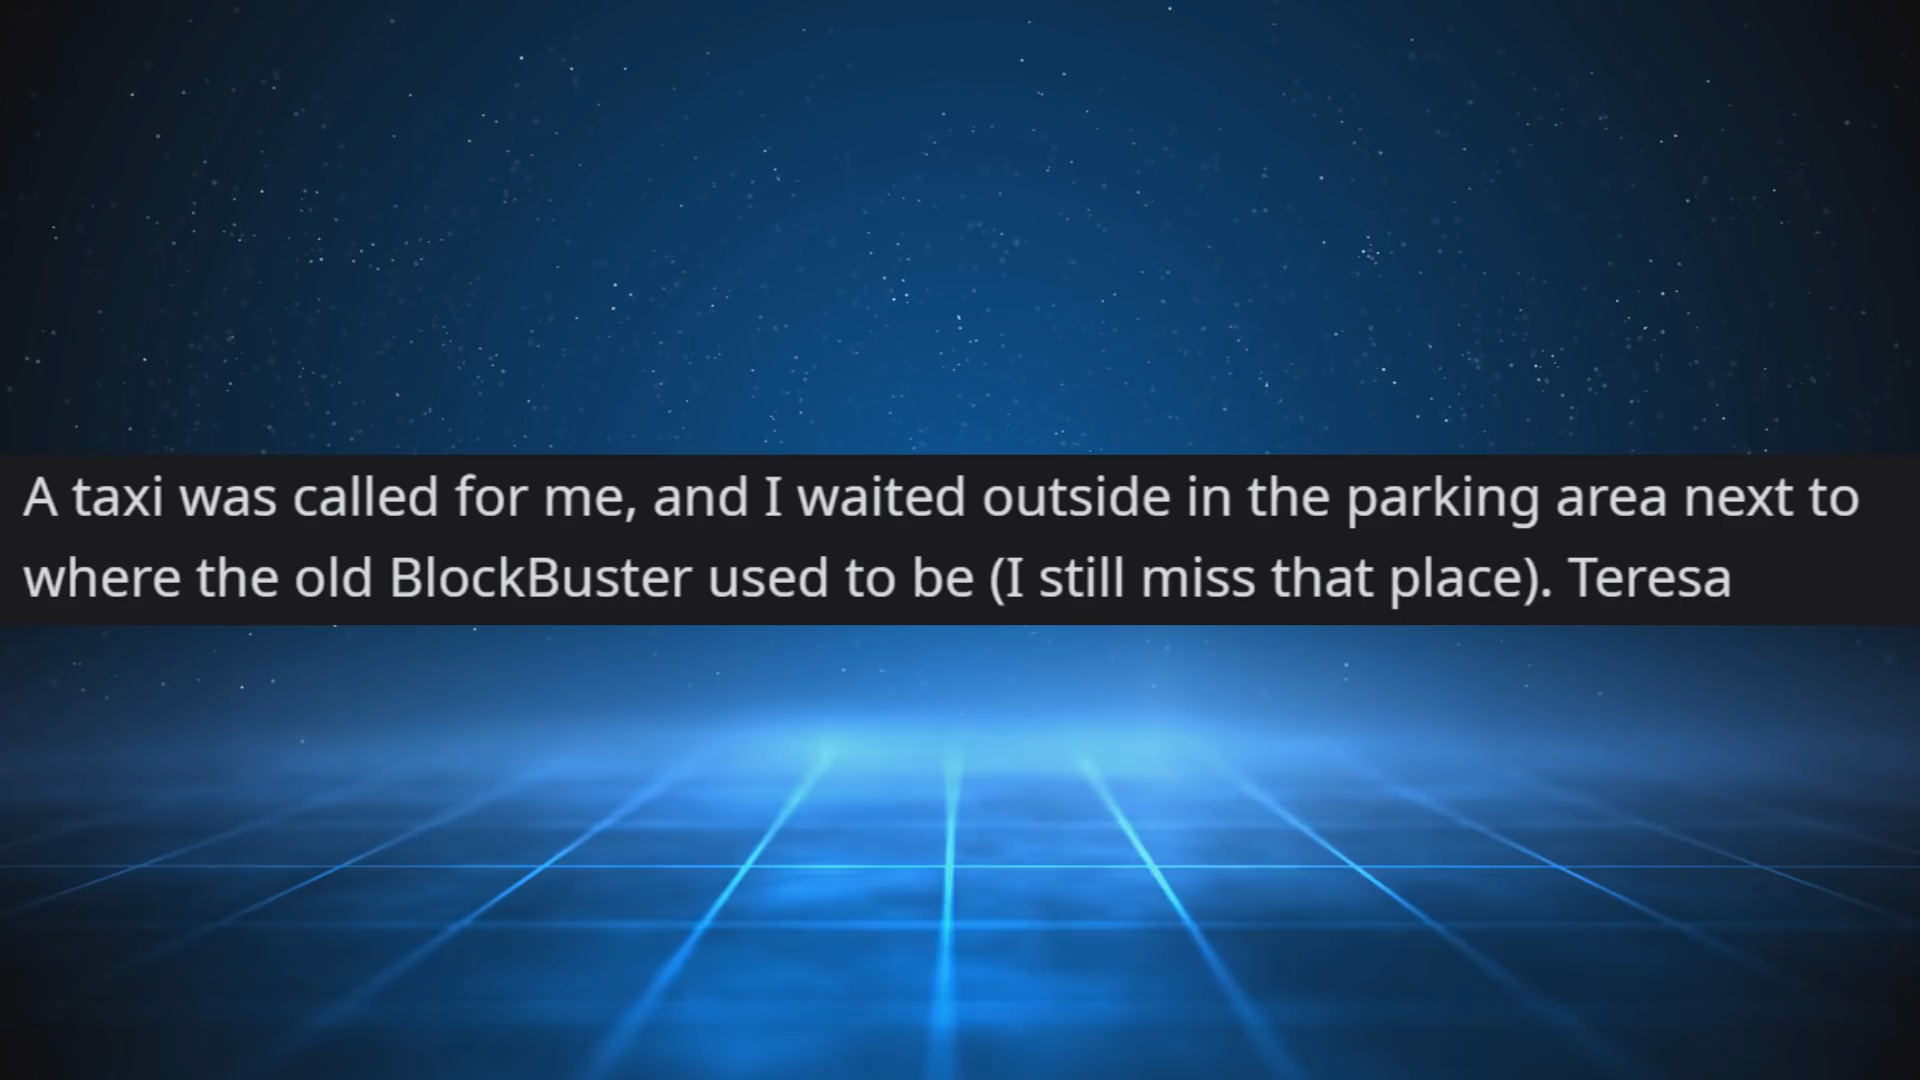 A taxi was called for me, and I waited outside in the parking area next to
where the old BlockBuster used to be (I still miss that place). Teresa